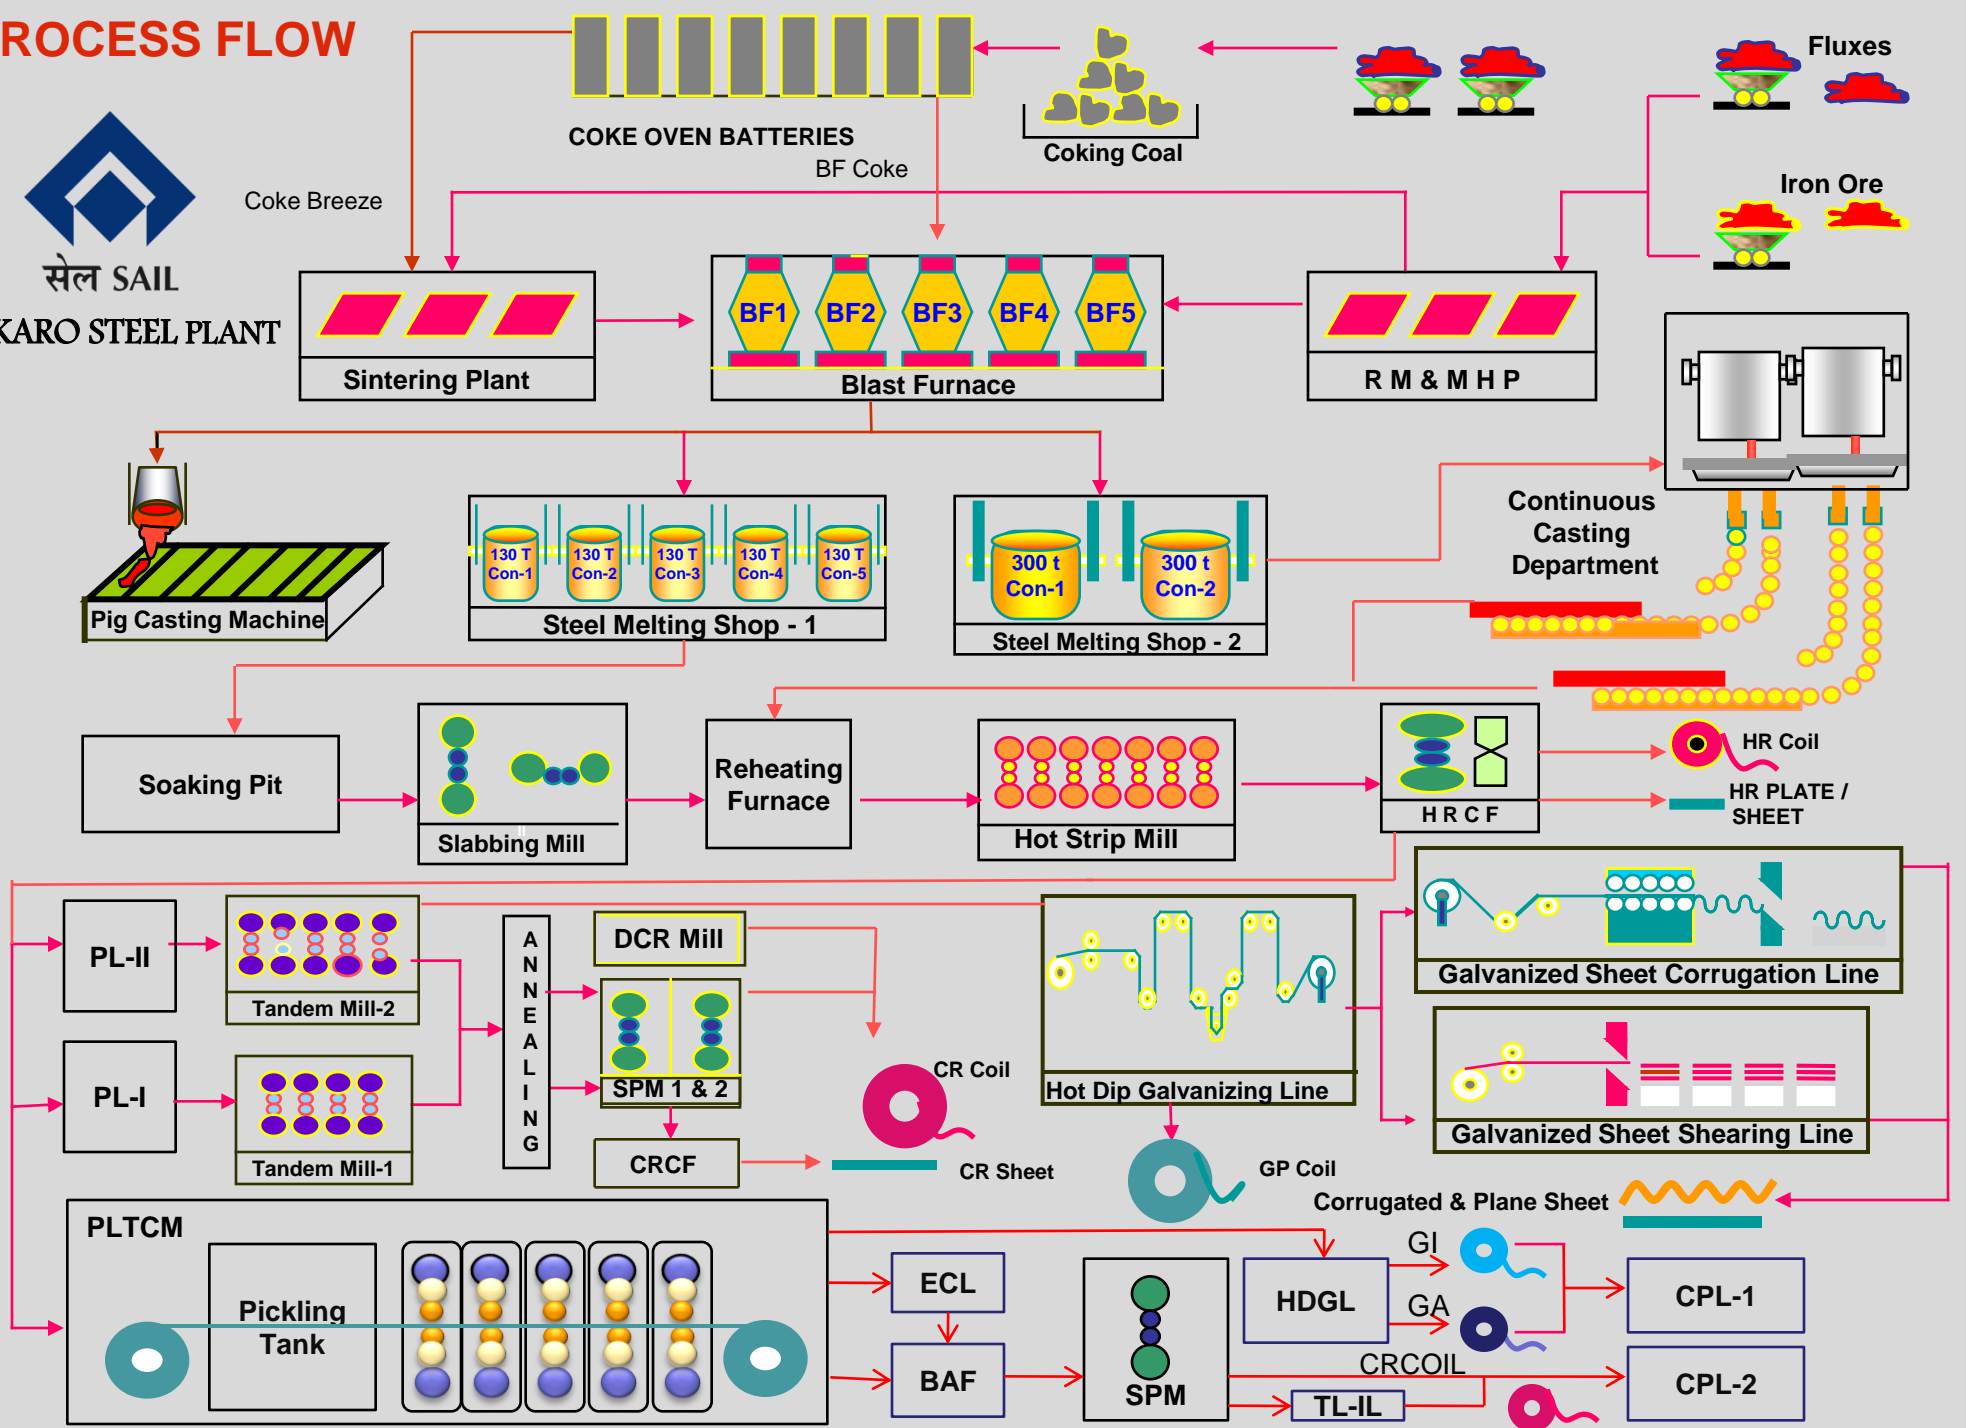 ROCESS FLOW
COKE OVEN BATTERIES
BF Coke
Coking Coal
Fluxes
Iron Ore
Coke Breeze
सेल SAIL
KARO STEEL PLANT
Sintering Plant
BF1
BF2
BF3
BF4
BF5
Blast Furnace
R M & M H P
Pig Casting Machine
130 T
Con-1
130 T
Con-2
130 T
Con-3
130 T
Con-4
130 T
Con-5
Steel Melting Shop - 1
300 t
Con-1
300 t
Con-2
Steel Melting Shop - 2
Continuous
Casting
Department
Soaking Pit
II
Slabbing Mill
Reheating
Furnace
Hot Strip Mill
H R C F
HR Coil
HR PLATE /
SHEET
PL-II
Tandem Mill-2
PL-I
Tandem Mill-1
A
N
N
E
A
L
I
N
G
DCR Mill
SPM 1 & 2
CRCF
CR Coil
CR Sheet
Hot Dip Galvanizing Line
GP Coil
Galvanized Sheet Corrugation Line
Galvanized Sheet Shearing Line
Corrugated & Plane Sheet
PLTCM
Pickling
Tank
ECL
BAF
SPM
HDGL
GI
GA
CRCOIL
TL-IL
CPL-1
CPL-2